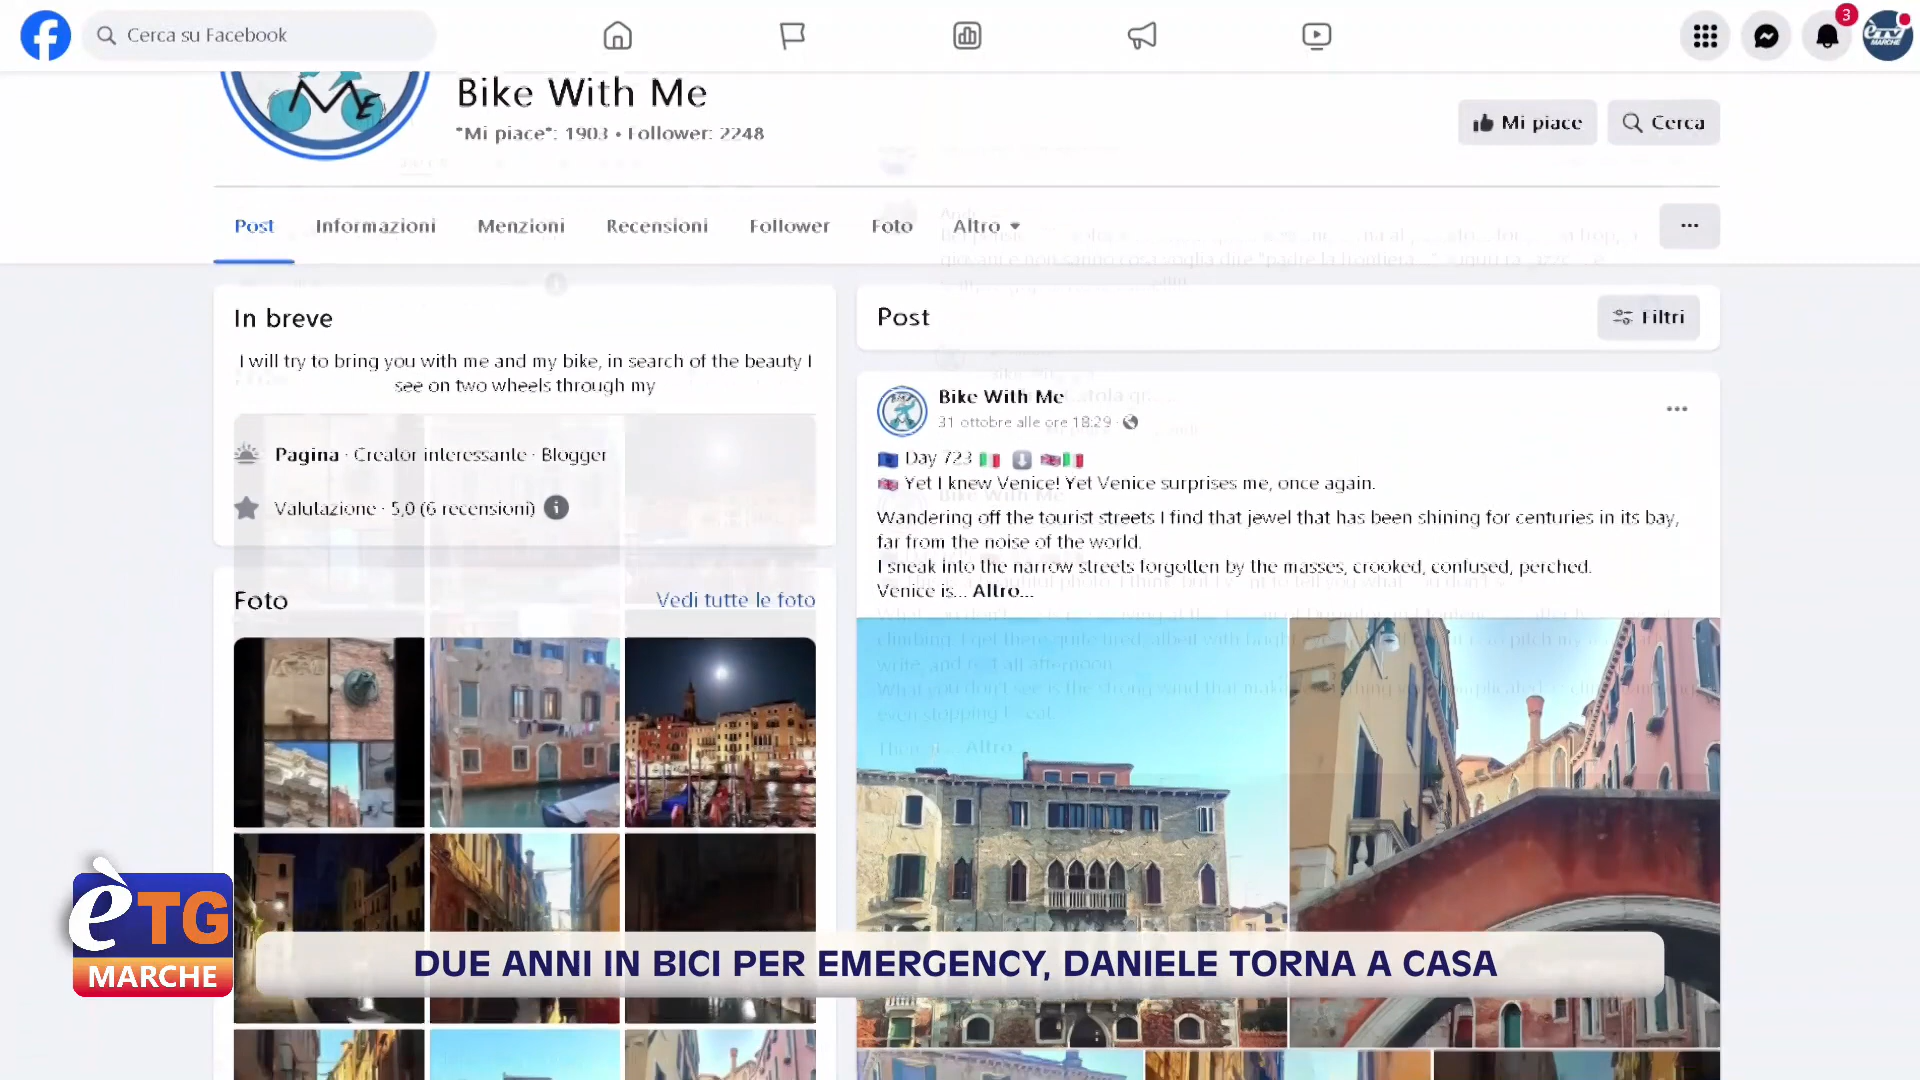 Cerca su Facebook
3
Bike With Me
"Mi piace": 1903 • Follower: 2248
Mi piace
Cerca
Post
Informazioni
Menzioni
Recensioni
Follower
Foto
Altro
In breve
I will try to bring you with me and my bike, in search of the beauty I
see on two wheels through my
Pagina · Creator interessante · Blogger
Valutazione · 5,0 (6 recensioni)
Foto
Vedi tutte le foto
Post
Filtri
Bike With Me
31 ottobre alle ore 18:29 ·
Day 723
Yet I knew Venice! Yet Venice surprises me, once again.
Wandering off the tourist streets I find that jewel that has been shining for centuries in its bay,
far from the noise of the world.
I sneak into the narrow streets forgotten by the masses, crooked, confused, perched.
Venice is... Altro...
èTG
MARCHE
DUE ANNI IN BICI PER EMERGENCY, DANIELE TORNA A CASA